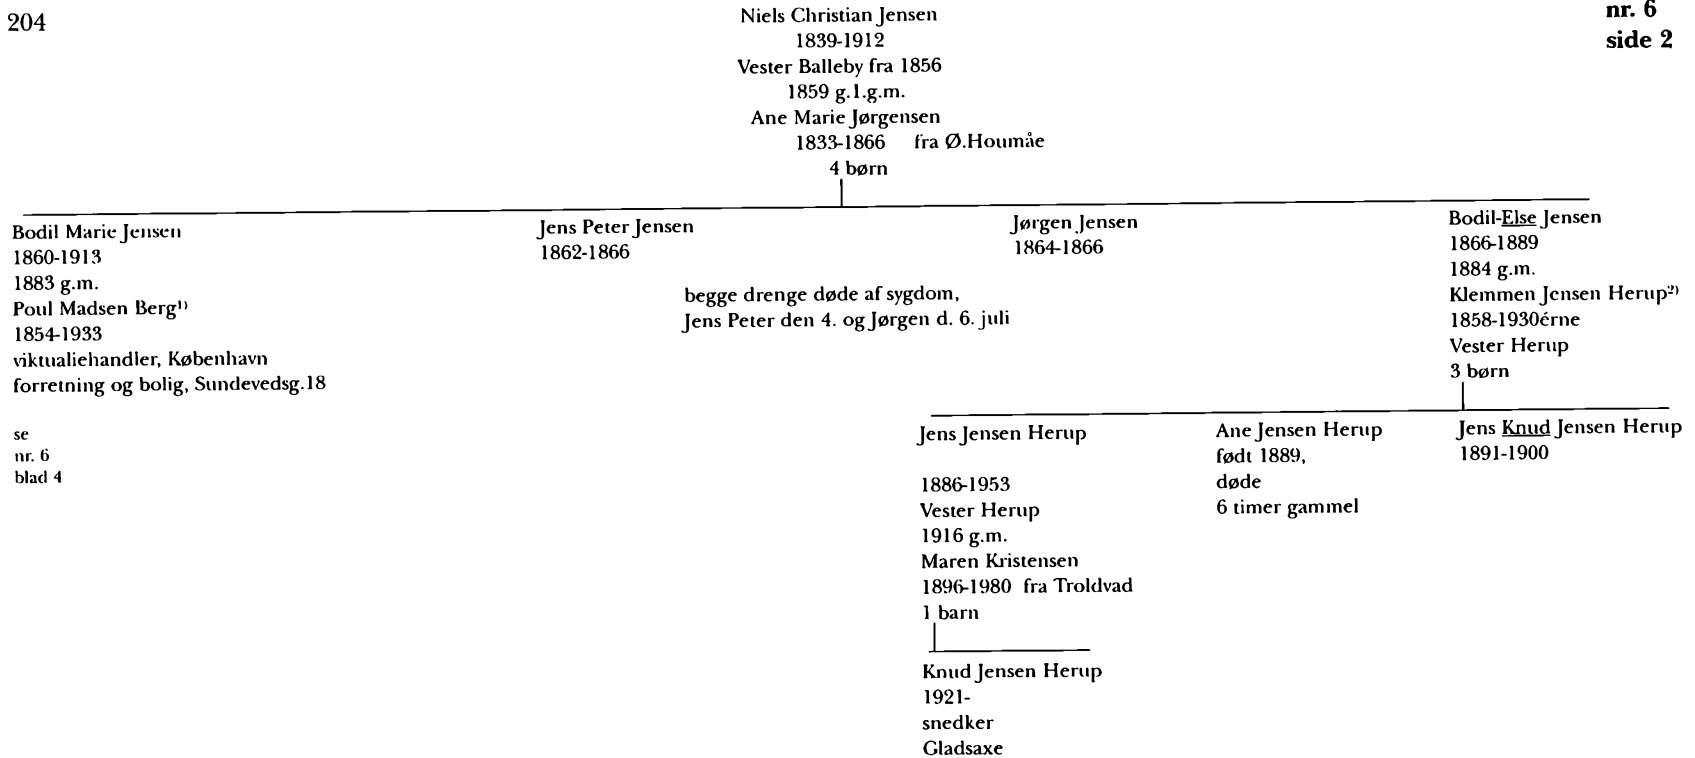 204
nr. 6
side 2
Niels Christian Jensen
1839-1912
Vester Balleby fra 1856
1859 g.1.g.m.
Ane Marie Jørgensen
1833-1866 fra Ø.Houmåe
4 børn
Bodil Marie Jensen
1860-1913
1883 g.m.
Poul Madsen Berg¹⁾
1854-1933
viktualiehandler, København
forretning og bolig, Sundevedsg.18
se
nr. 6
blad 4
Jens Peter Jensen
1862-1866
Jørgen Jensen
1864-1866
begge drenge døde af sygdom,
Jens Peter den 4. og Jørgen d. 6. juli
Bodil-Else Jensen
1866-1889
1884 g.m.
Klemmen Jensen Herup²⁾
1858-1930érne
Vester Herup
3 børn
Jens Jensen Herup
1886-1953
Vester Herup
1916 g.m.
Maren Kristensen
1896-1980 fra Troldvad
1 barn
Knud Jensen Herup
1921-
snedker
Gladsaxe
Ane Jensen Herup
født 1889,
døde
6 timer gammel
Jens Knud Jensen Herup
1891-1900